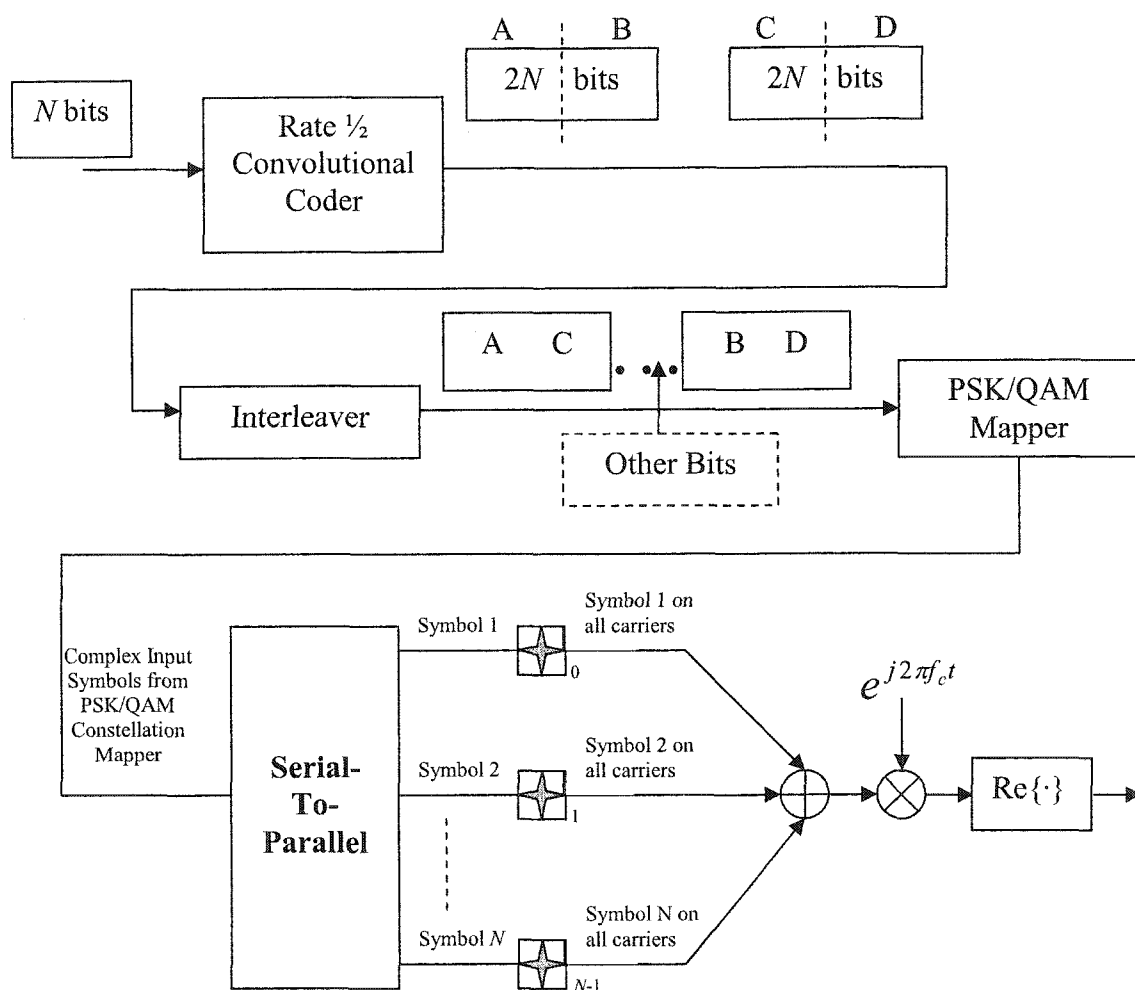 A B
C D
N bits
2N bits
2N bits
Rate ½
Convolutional
Coder
A C
B D
Interleaver
PSK/QAM
Mapper
Other Bits
Complex Input
Symbols from
PSK/QAM
Constellation
Mapper
Serial-
To-
Parallel
Symbol 1
0
Symbol 1 on
all carriers
Symbol 2
1
Symbol 2 on
all carriers
Symbol N
N-1
Symbol N on
all carriers
e^{j2πf_ct}
Re{·}